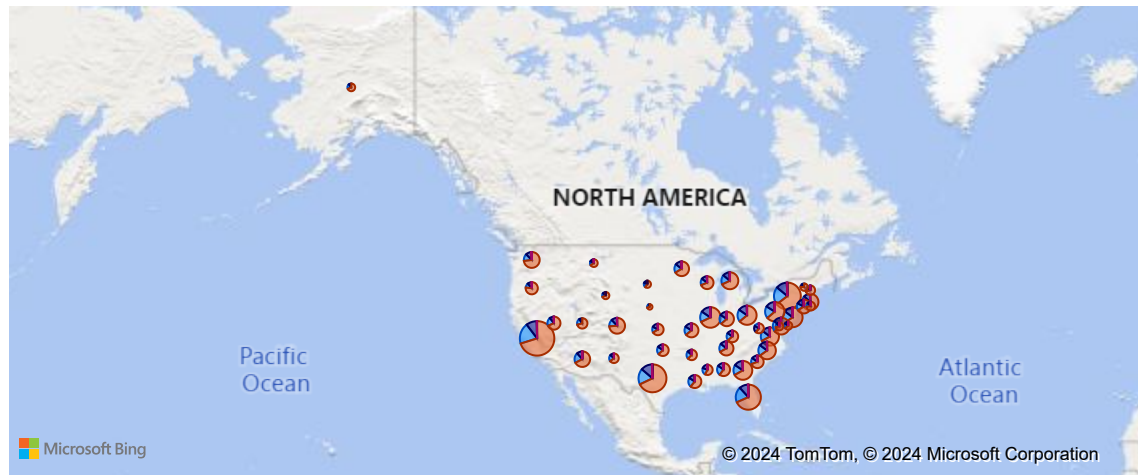 NORTH AMERICA
Pacific
Ocean
Atlantic
Ocean
Microsoft Bing
© 2024 TomTom, © 2024 Microsoft Corporation